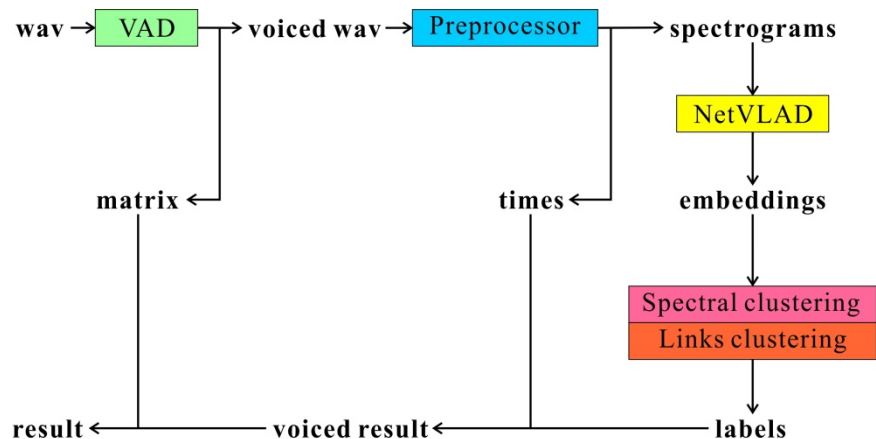 wav
VAD
voiced wav
Preprocessor
spectrograms
NetVLAD
matrix
times
embeddings
Spectral clustering
Links clustering
result
voiced result
labels